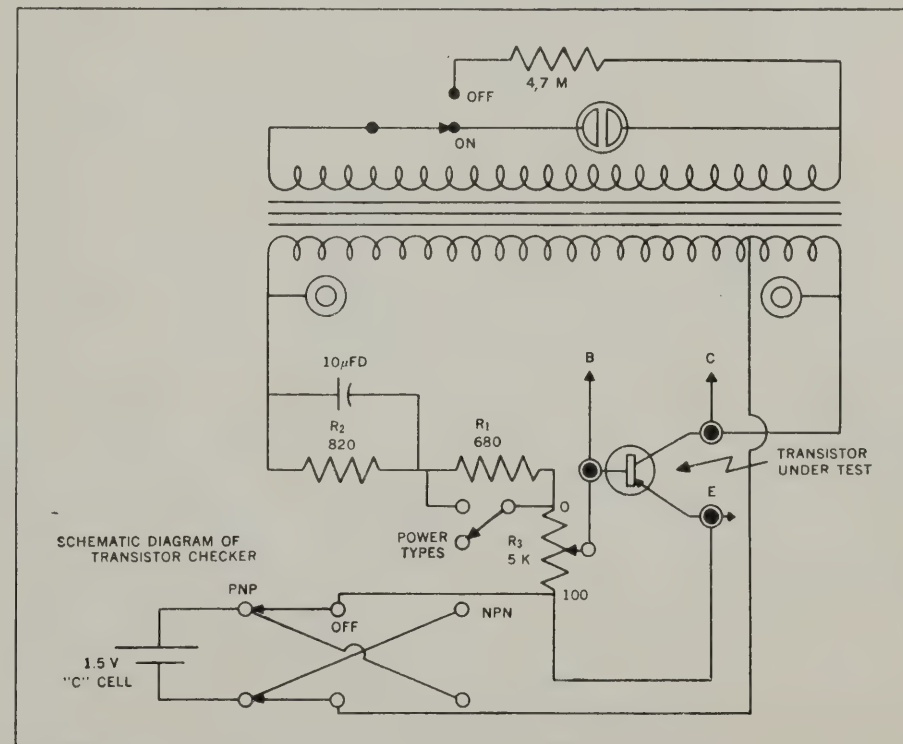 4,7 M
OFF
ON
10µFD
R₂
820
R₁
680
B
C
TRANSISTOR
UNDER TEST
E
O
POWER
TYPES
R₃
5 K
100
SCHEMATIC DIAGRAM OF
TRANSISTOR CHECKER
PNP
OFF
NPN
1.5 V
"C" CELL